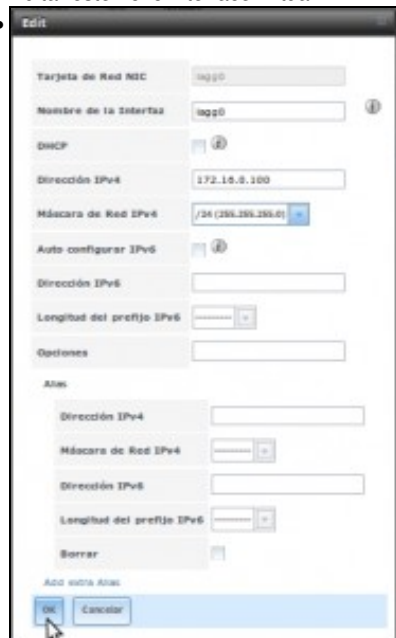 Edit
Tarjeta de Red NIC lagg0
Nombre de la Interfaz lagg0
DHCP
Dirección IPv4 172.16.0.100
Máscara de Red IPv4 /24 (255.255.255.0)
Auto configurar IPv6
Dirección IPv6
Longitud del prefijo IPv6 --------
Opciones
Alias
Dirección IPv4
Máscara de Red IPv4 --------
Dirección IPv6
Longitud del prefijo IPv6 --------
Borrar
Add extra Alias
OK Cancelar